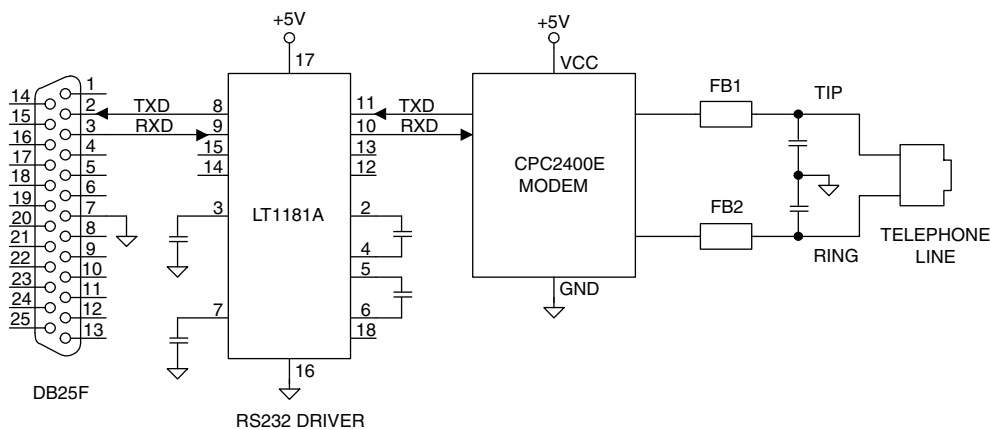 +5V
+5V
17
VCC
1
14
2
TXD
8
11
TXD
15
3
RXD
9
10
RXD
16
4
15
13
17
5
14
12
18
6
19
7
3
2
20
8
21
9
4
22
10
5
23
11
24
12
7
6
25
13
18
16
LT1181A
CPC2400E
MODEM
GND
FB1
TIP
FB2
RING
TELEPHONE
LINE
DB25F
RS232 DRIVER